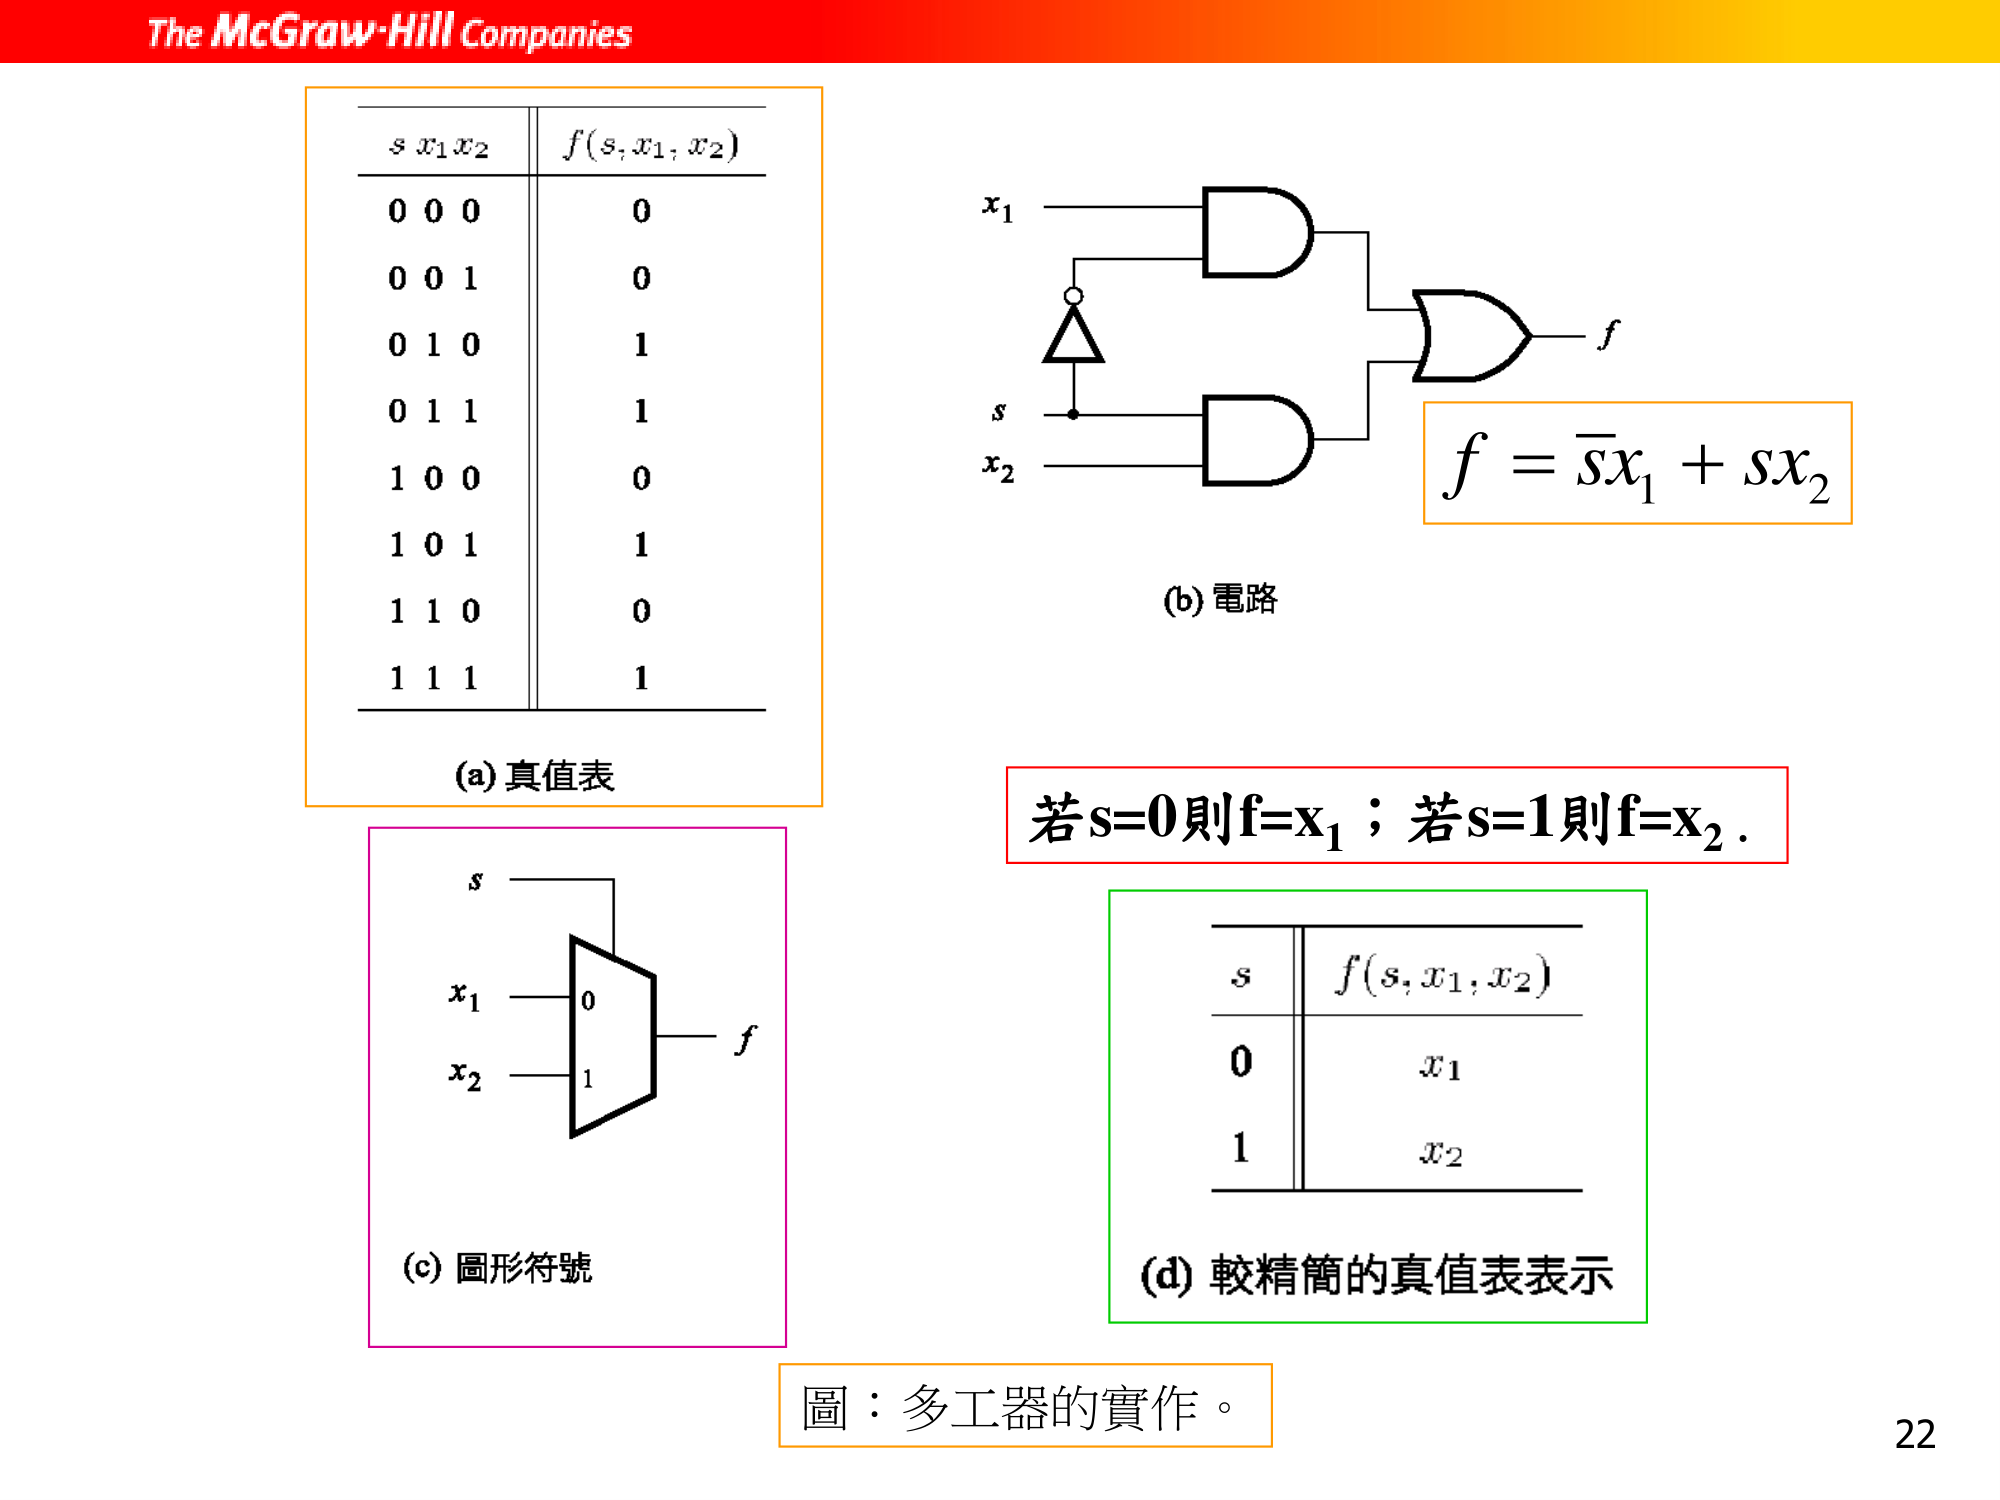 The McGraw-Hill Companies
s x₁ x₂ f(s, x₁, x₂)
0 0 0 0
0 0 1 0
0 1 0 1
0 1 1 1
1 0 0 0
1 0 1 1
1 1 0 0
1 1 1 1
(a) 真值表
x₁
s
x₂
f
f = s̅x₁ + sx₂
(b) 電路
若s=0則f=x₁；若s=1則f=x₂ .
s
x₁ 0
x₂ 1
f
(c) 圖形符號
s f(s, x₁, x₂)
0 x₁
1 x₂
(d) 較精簡的真值表表示
圖：多工器的實作。
22